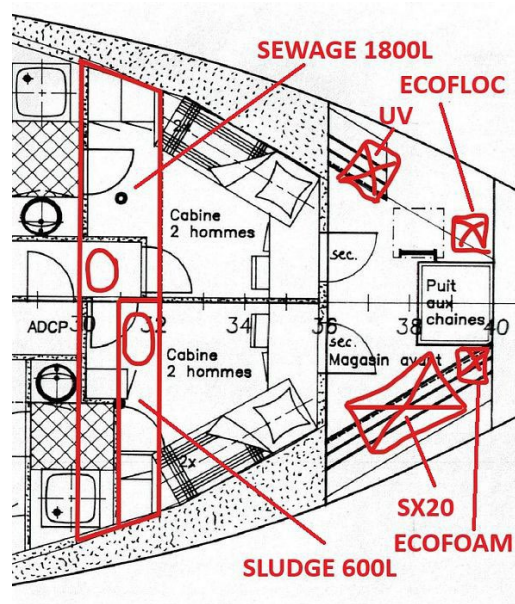 SEWAGE 1800L
ECOFLOC
UV
2x
Cabine
2 hommes
sec.
Puit
aux
chaines
ADCP
30
32
34
36
38
40
sec.
Magasin avant
Cabine
2 hommes
2x
SX20
ECOFOAM
SLUDGE 600L